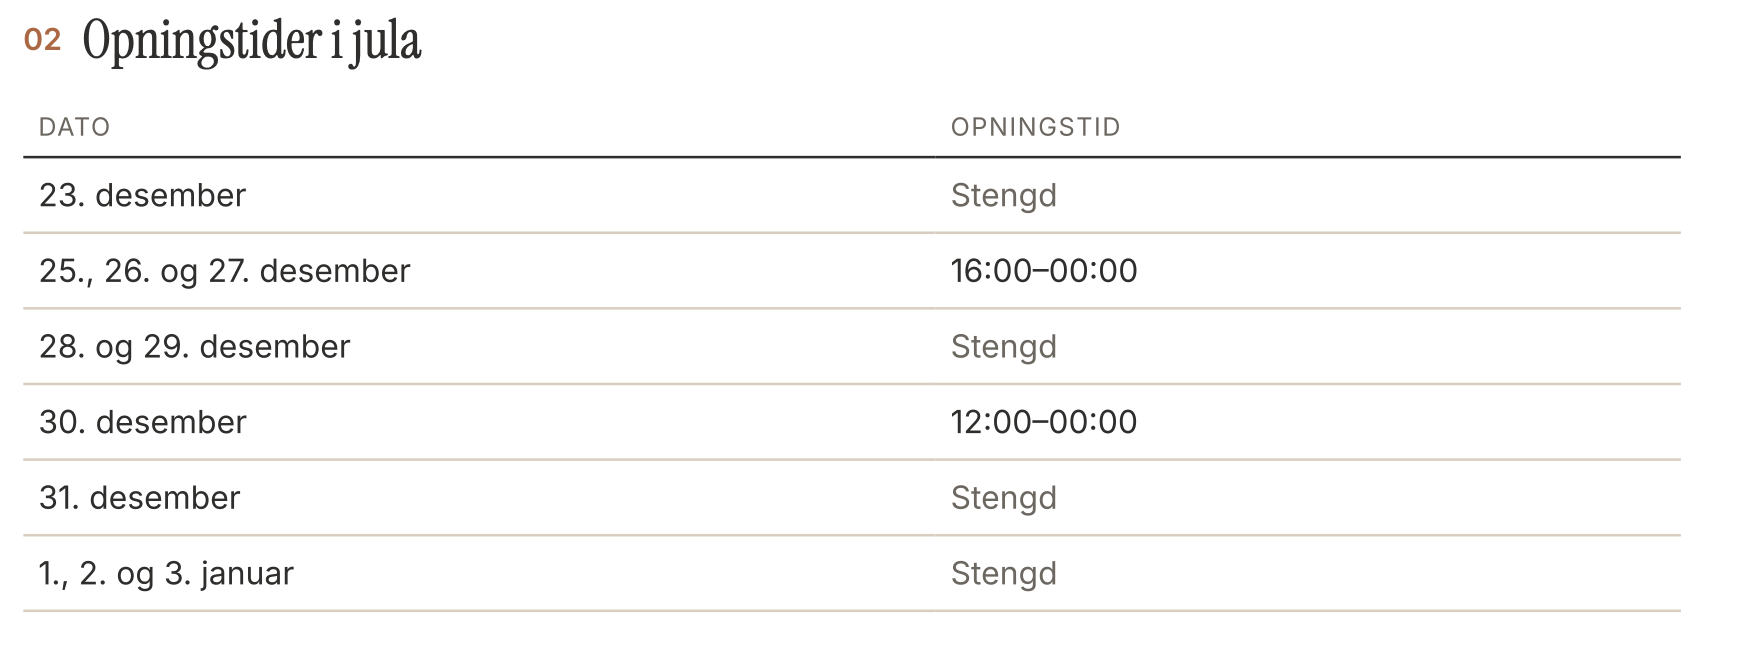 02 Opningstider i jula
DATO OPNINGSTID
23. desember Stengd
25., 26. og 27. desember 16:00–00:00
28. og 29. desember Stengd
30. desember 12:00–00:00
31. desember Stengd
1., 2. og 3. januar Stengd